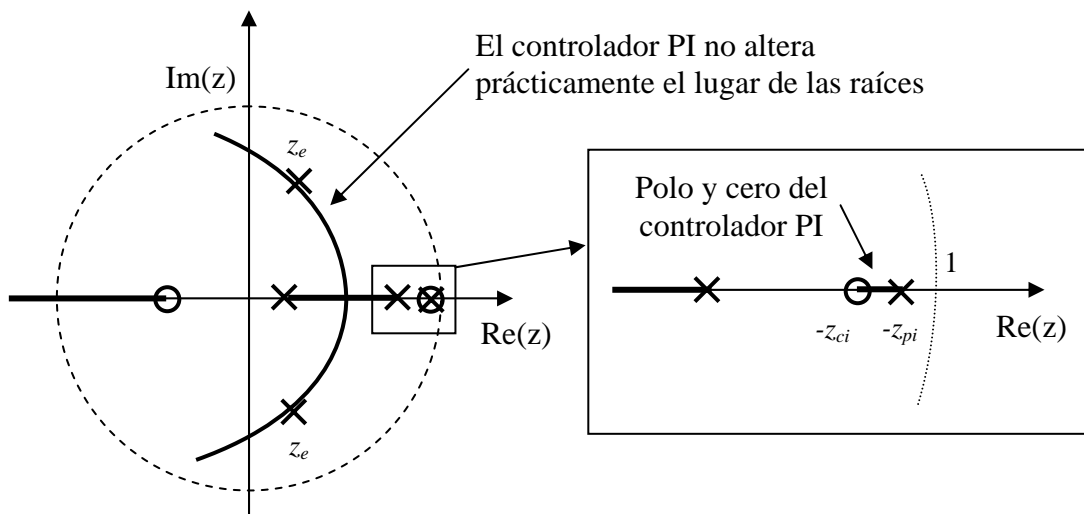 El controlador PI no altera
prácticamente el lugar de las raíces
Im(z)
z_e
Re(z)
z_e
Polo y cero del
controlador PI
1
-z_ci
-z_pi
Re(z)